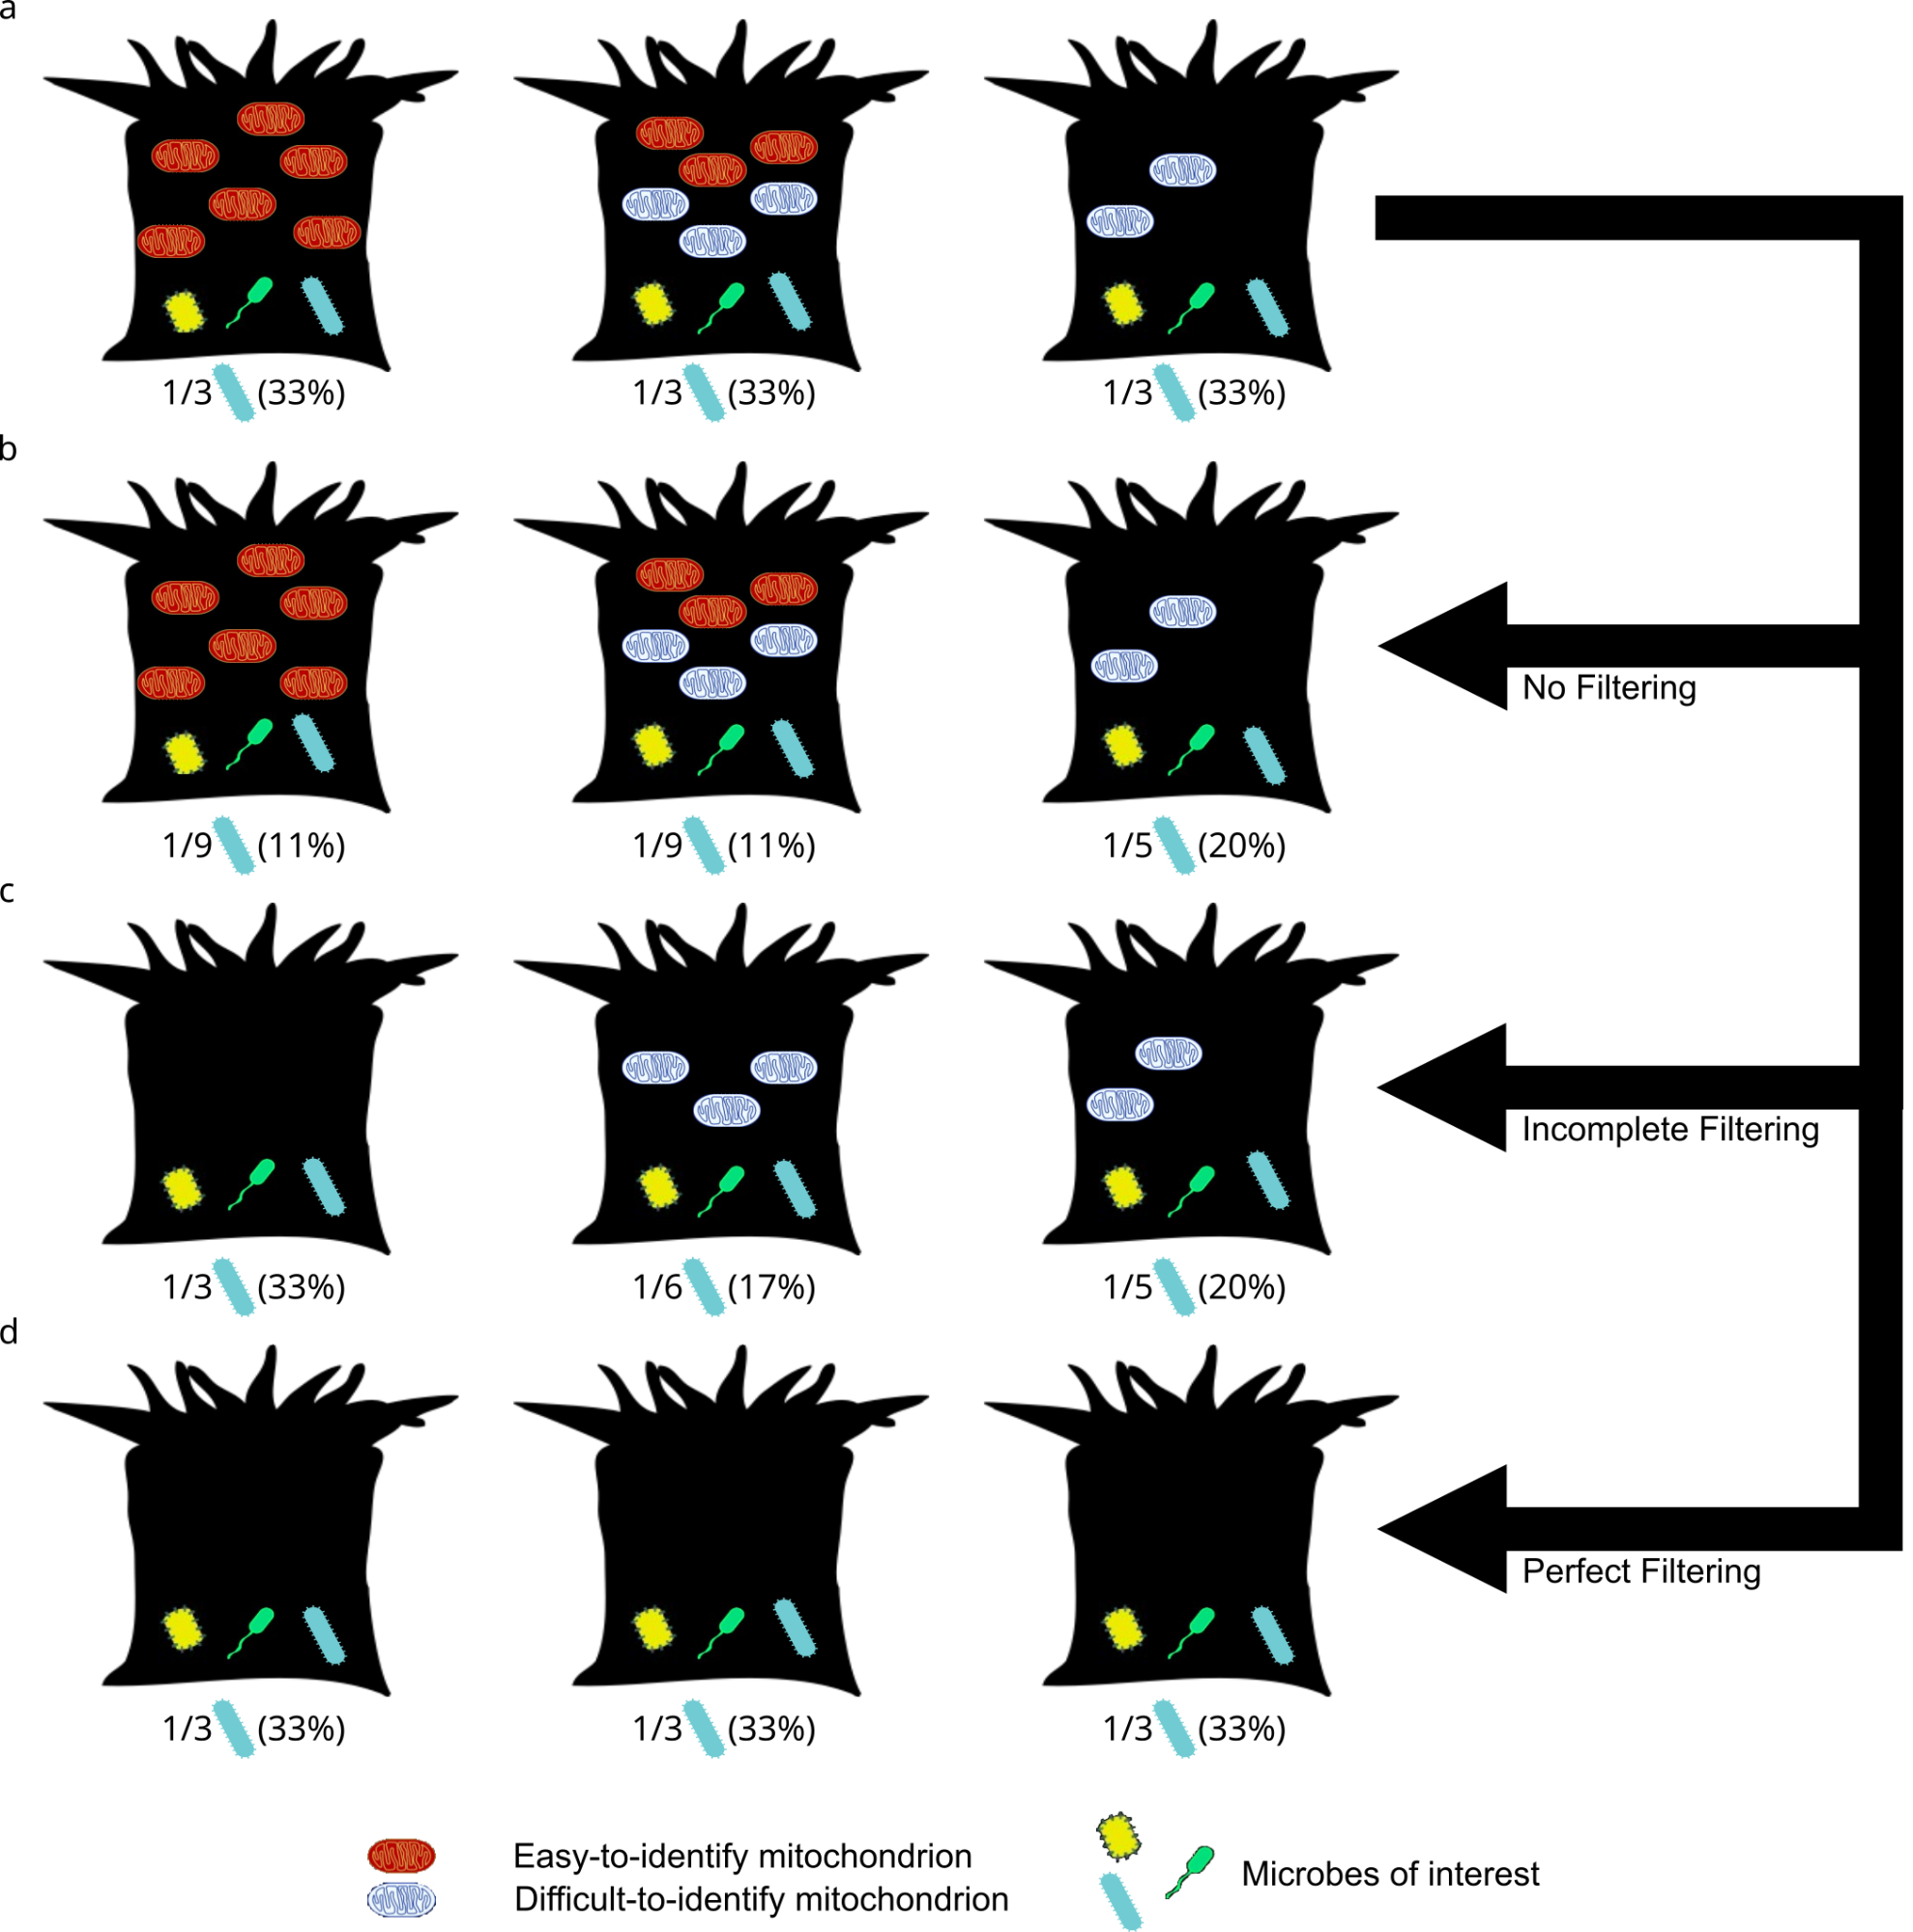 a
1/3 (33%) 1/3 (33%) 1/3 (33%)
b
No Filtering
1/9 (11%) 1/9 (11%) 1/5 (20%)
c
Incomplete Filtering
1/3 (33%) 1/6 (17%) 1/5 (20%)
d
Perfect Filtering
1/3 (33%) 1/3 (33%) 1/3 (33%)
Easy-to-identify mitochondrion
Difficult-to-identify mitochondrion
Microbes of interest